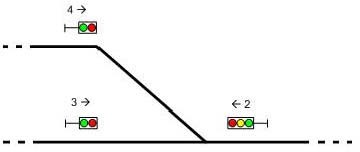 4 →
3 →
← 2